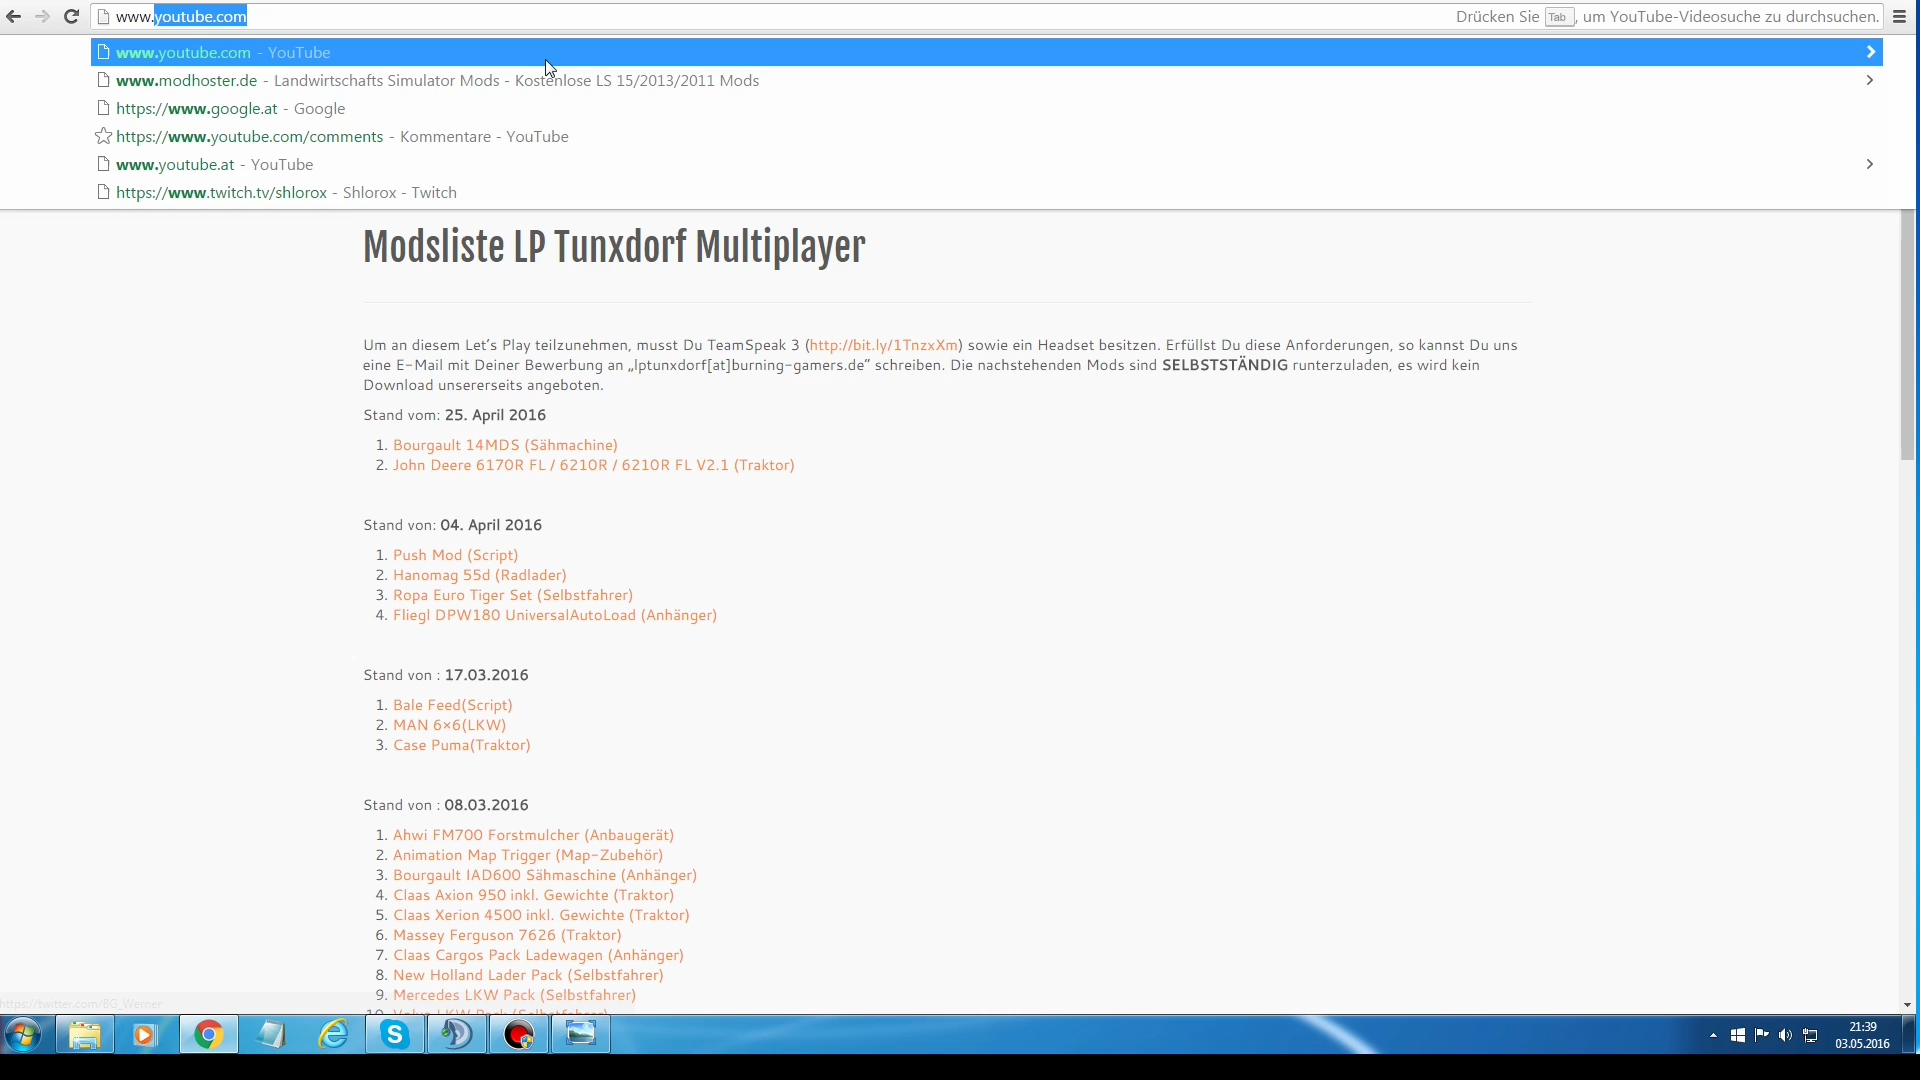 www.youtube.com
Drücken Sie Tab, um YouTube-Videosuche zu durchsuchen.
www.youtube.com - YouTube
www.modhoster.de - Landwirtschafts Simulator Mods - Kostenlose LS 15/2013/2011 Mods
https://www.google.at - Google
https://www.youtube.com/comments - Kommentare - YouTube
www.youtube.at - YouTube
https://www.twitch.tv/shlorox - Shlorox - Twitch
Modsliste LP Tunxdorf Multiplayer
Um an diesem Let’s Play teilzunehmen, musst Du TeamSpeak 3 (http://bit.ly/1TnzxXm) sowie ein Headset besitzen. Erfüllst Du diese Anforderungen, so kannst Du uns
eine E-Mail mit Deiner Bewerbung an „lptunxdorf[at]burning-gamers.de“ schreiben. Die nachstehenden Mods sind SELBSTSTÄNDIG runterzuladen, es wird kein
Download unsererseits angeboten.
Stand vom: 25. April 2016
1. Bourgault 14MDS (Sähmachine)
2. John Deere 6170R FL / 6210R / 6210R FL V2.1 (Traktor)
Stand von: 04. April 2016
1. Push Mod (Script)
2. Hanomag 55d (Radlader)
3. Ropa Euro Tiger Set (Selbstfahrer)
4. Fliegl DPW180 UniversalAutoLoad (Anhänger)
Stand von : 17.03.2016
1. Bale Feed(Script)
2. MAN 6×6(LKW)
3. Case Puma(Traktor)
Stand von : 08.03.2016
1. Ahwi FM700 Forstmulcher (Anbaugerät)
2. Animation Map Trigger (Map-Zubehör)
3. Bourgault IAD600 Sähmaschine (Anhänger)
4. Claas Axion 950 inkl. Gewichte (Traktor)
5. Claas Xerion 4500 inkl. Gewichte (Traktor)
6. Massey Ferguson 7626 (Traktor)
7. Claas Cargos Pack Ladewagen (Anhänger)
8. New Holland Lader Pack (Selbstfahrer)
9. Mercedes LKW Pack (Selbstfahrer)
10. Volvo LKW Pack (Selbstfahrer)
https://twitter.com/BG_Werner
21:39
03.05.2016